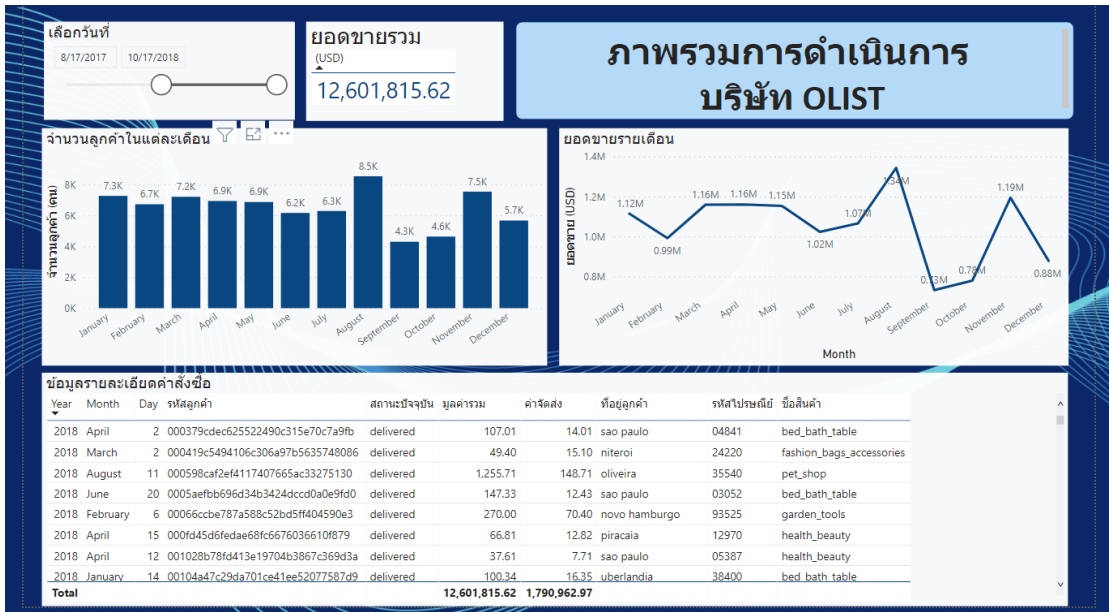 เลือกวันที่
8/17/2017 10/17/2018
ยอดขายรวม
(USD)
12,601,815.62
ภาพรวมการดำเนินการ
บริษัท OLIST
จำนวนลูกค้าในแต่ละเดือน
จำนวนลูกค้า (คน)
8K
6K
4K
2K
0K
7.3K 6.7K 7.2K 6.9K 6.9K 6.2K 6.3K 8.5K 4.3K 4.6K 7.5K 5.7K
January February March April May June July August September October November December
ยอดขายรายเดือน
ยอดขาย (USD)
1.4M
1.2M
1.0M
0.8M
1.12M 0.99M 1.16M 1.16M 1.15M 1.02M 1.07M 1.34M 0.73M 0.78M 1.19M 0.88M
January February March April May June July August September October November December
Month
ข้อมูลรายละเอียดคำสั่งซื้อ
Year Month Day รหัสลูกค้า สถานะปัจจุบัน มูลค่ารวม ค่าจัดส่ง ที่อยู่ลูกค้า รหัสไปรษณีย์ ชื่อสินค้า
2018 April 2 000379cdec625522490c315e70c7a9fb delivered 107.01 14.01 sao paulo 04841 bed_bath_table
2018 March 2 000419c5494106c306a97b5635748086 delivered 49.40 15.10 niteroi 24220 fashion_bags_accessories
2018 August 11 000598caf2ef4117407665ac33275130 delivered 1,255.71 148.71 oliveira 35540 pet_shop
2018 June 20 0005aefbb696d34b3424dccd0a0e9fd0 delivered 147.33 12.43 sao paulo 03052 bed_bath_table
2018 February 6 00066ccbe787a588c52bd5ff404590e3 delivered 270.00 70.40 novo hamburgo 93525 garden_tools
2018 April 15 000fd45d6fedae68fc6676036610f879 delivered 66.81 12.82 piracaia 12970 health_beauty
2018 April 12 001028b78fd413e19704b3867c369d3a delivered 37.61 7.71 sao paulo 05387 health_beauty
2018 January 14 00104a47c29da701ce41ee52077587d9 delivered 100.34 16.35 uberlandia 38400 bed_bath_table
Total 12,601,815.62 1,790,962.97